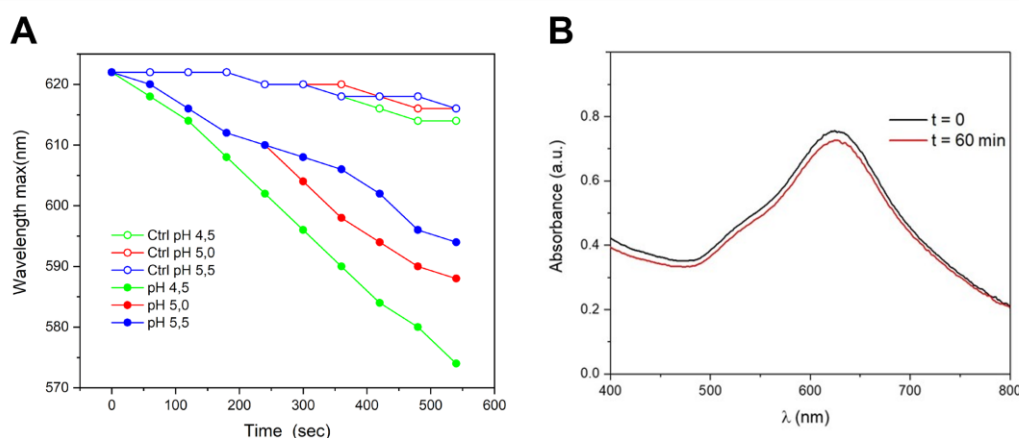 A
Wavelength max(nm)
620
610
600
590
580
570
Ctrl pH 4,5
Ctrl pH 5,0
Ctrl pH 5,5
pH 4,5
pH 5,0
pH 5,5
0
100
200
300
400
500
600
Time (sec)
B
Absorbance (a.u.)
0.8
0.6
0.4
0.2
0.0
t = 0
t = 60 min
400
500
600
700
800
λ (nm)